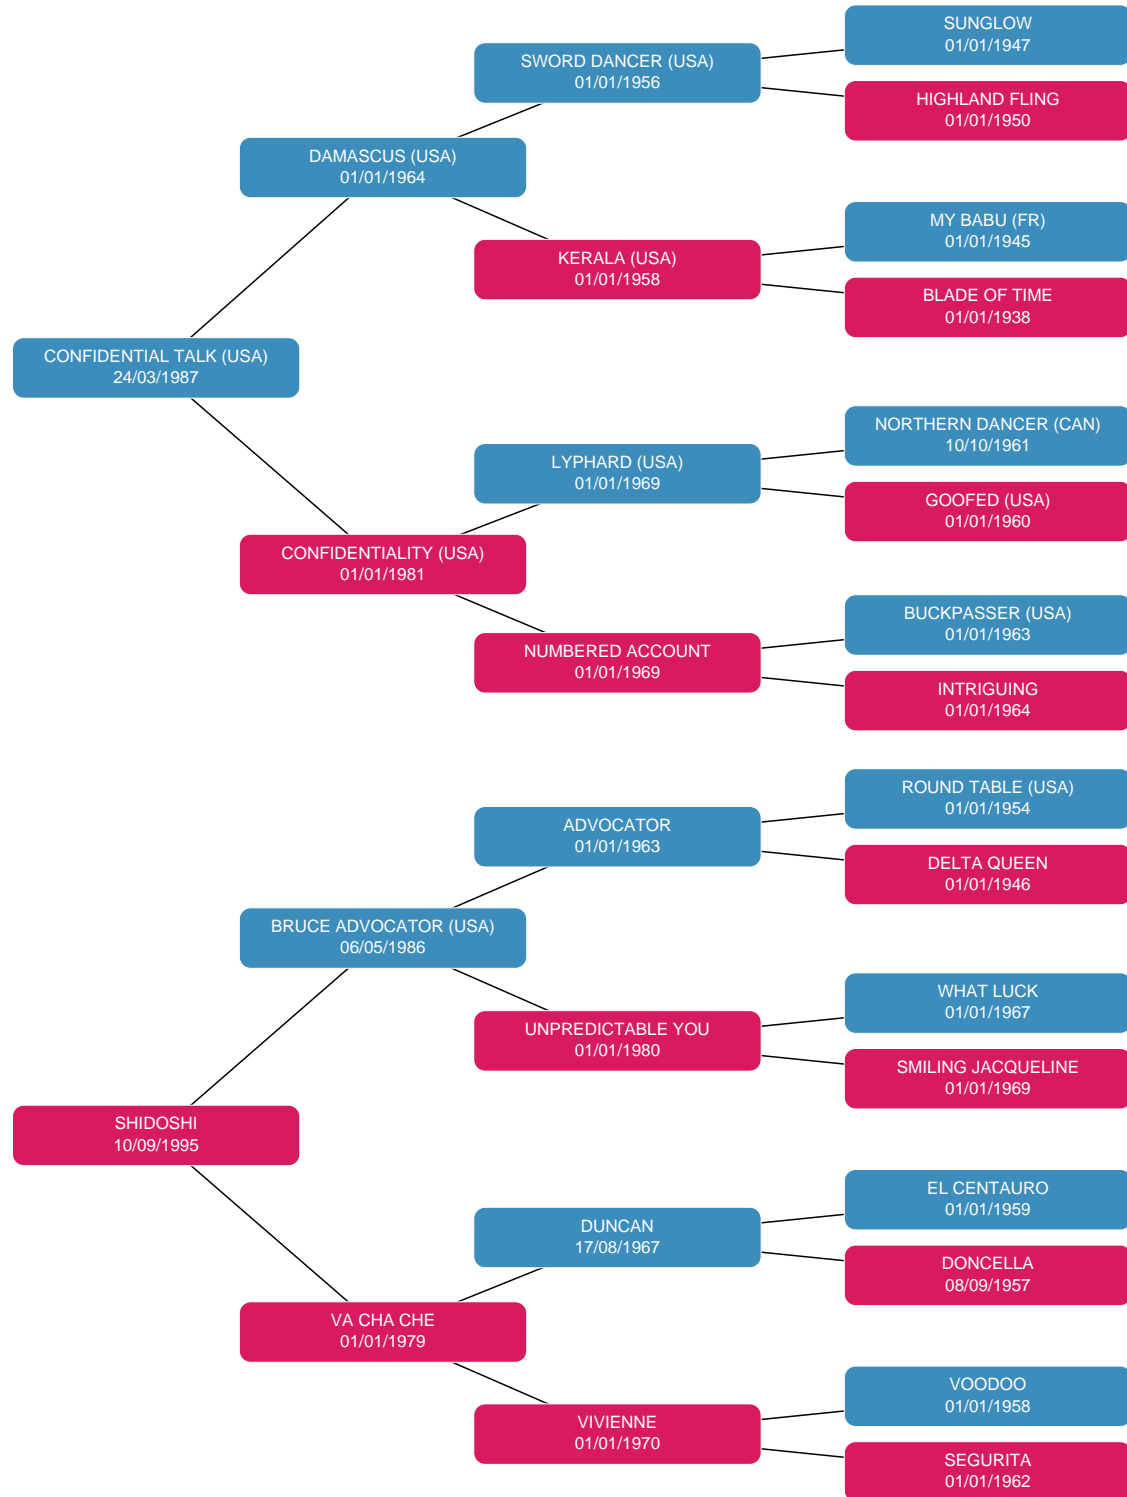 SUNGLOW
01/01/1947
SWORD DANCER (USA)
01/01/1956
HIGHLAND FLING
01/01/1950
DAMASCUS (USA)
01/01/1964
MY BABU (FR)
01/01/1945
KERALA (USA)
01/01/1958
BLADE OF TIME
01/01/1938
CONFIDENTIAL TALK (USA)
24/03/1987
NORTHERN DANCER (CAN)
10/10/1961
LYPHARD (USA)
01/01/1969
GOOFED (USA)
01/01/1960
CONFIDENTIALITY (USA)
01/01/1981
BUCKPASSER (USA)
01/01/1963
NUMBERED ACCOUNT
01/01/1969
INTRIGUING
01/01/1964
ROUND TABLE (USA)
01/01/1954
ADVOCATOR
01/01/1963
DELTA QUEEN
01/01/1946
BRUCE ADVOCATOR (USA)
06/05/1986
WHAT LUCK
01/01/1967
UNPREDICTABLE YOU
01/01/1980
SMILING JACQUELINE
01/01/1969
SHIDOSHI
10/09/1995
EL CENTAURO
01/01/1959
DUNCAN
17/08/1967
DONCELLA
08/09/1957
VA CHA CHE
01/01/1979
VOODOO
01/01/1958
VIVIENNE
01/01/1970
SEGURITA
01/01/1962